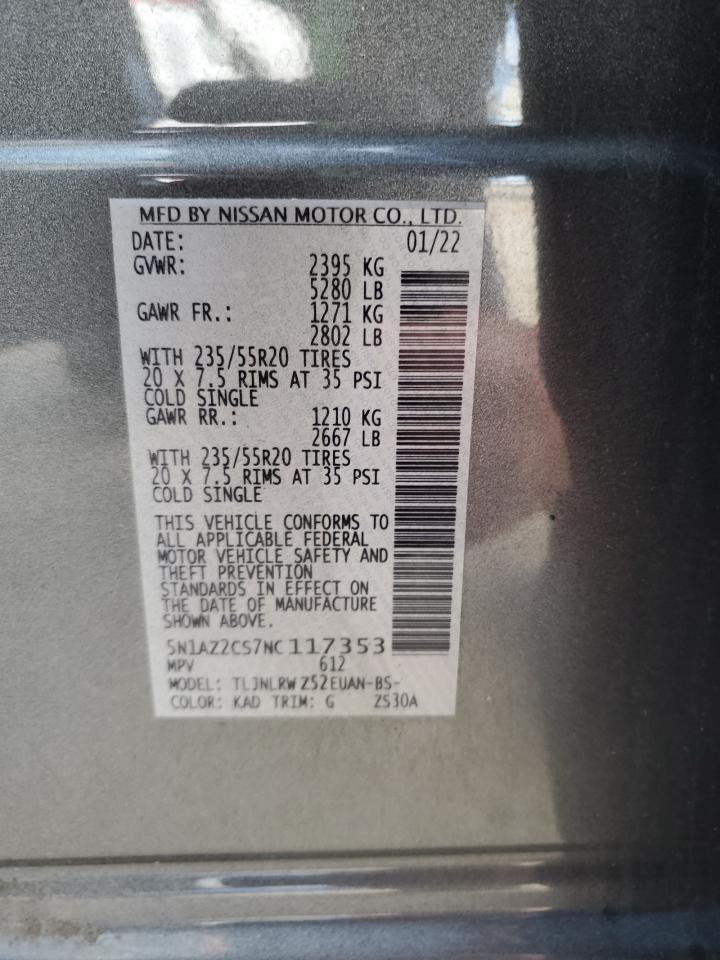 MFD BY NISSAN MOTOR CO., LTD.
DATE: 01/22
GVWR: 2395 KG
5280 LB
GAWR FR.: 1271 KG
2802 LB
WITH 235/55R20 TIRES
20 X 7.5 RIMS AT 35 PSI
COLD SINGLE
GAWR RR.: 1210 KG
2667 LB
WITH 235/55R20 TIRES
20 X 7.5 RIMS AT 35 PSI
COLD SINGLE
THIS VEHICLE CONFORMS TO
ALL APPLICABLE FEDERAL
MOTOR VEHICLE SAFETY AND
THEFT PREVENTION
STANDARDS IN EFFECT ON
THE DATE OF MANUFACTURE
SHOWN ABOVE.
5N1AZ2CS7NC117353
MPV 612
MODEL: TLJNLRW Z52EUAN-BS-
COLOR: KAD TRIM: G ZS30A